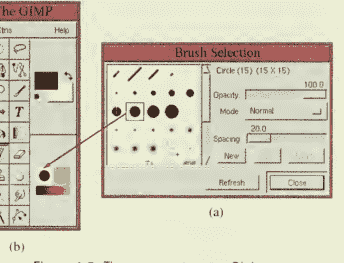 The GIMP
Help
Brush Selection
Circle (15) (15 X 15)
100.0
Opacity
Mode Normal
20.0
Spacing
New
Refresh
Close
(a)
(b)